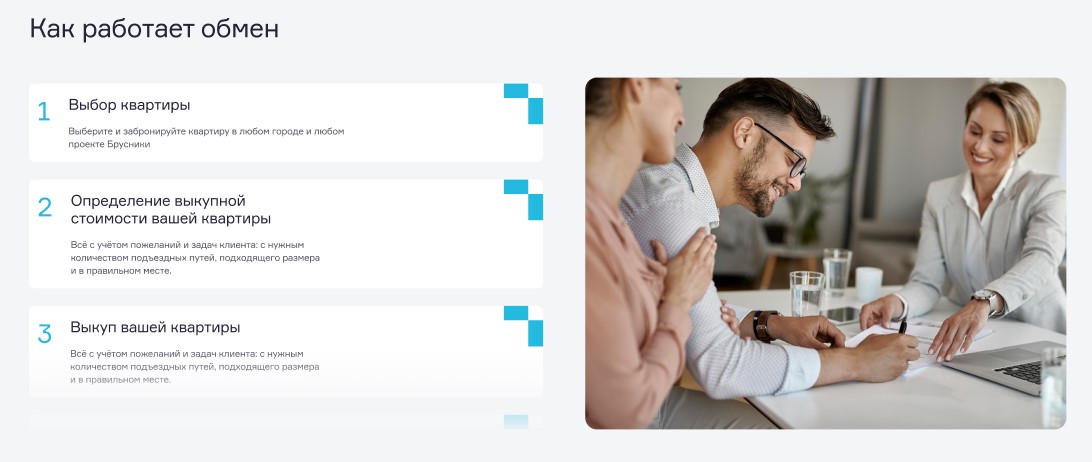 Как работает обмен
1
Выбор квартиры
Выберите и забронируйте квартиру в любом городе и любом
проекте Брусники
2
Определение выкупной
стоимости вашей квартиры
Всё с учётом пожеланий и задач клиента: с нужным
количеством подъездных путей, подходящего размера
и в правильном месте.
3
Выкуп вашей квартиры
Всё с учётом пожеланий и задач клиента: с нужным
количеством подъездных путей, подходящего размера
и в правильном месте.